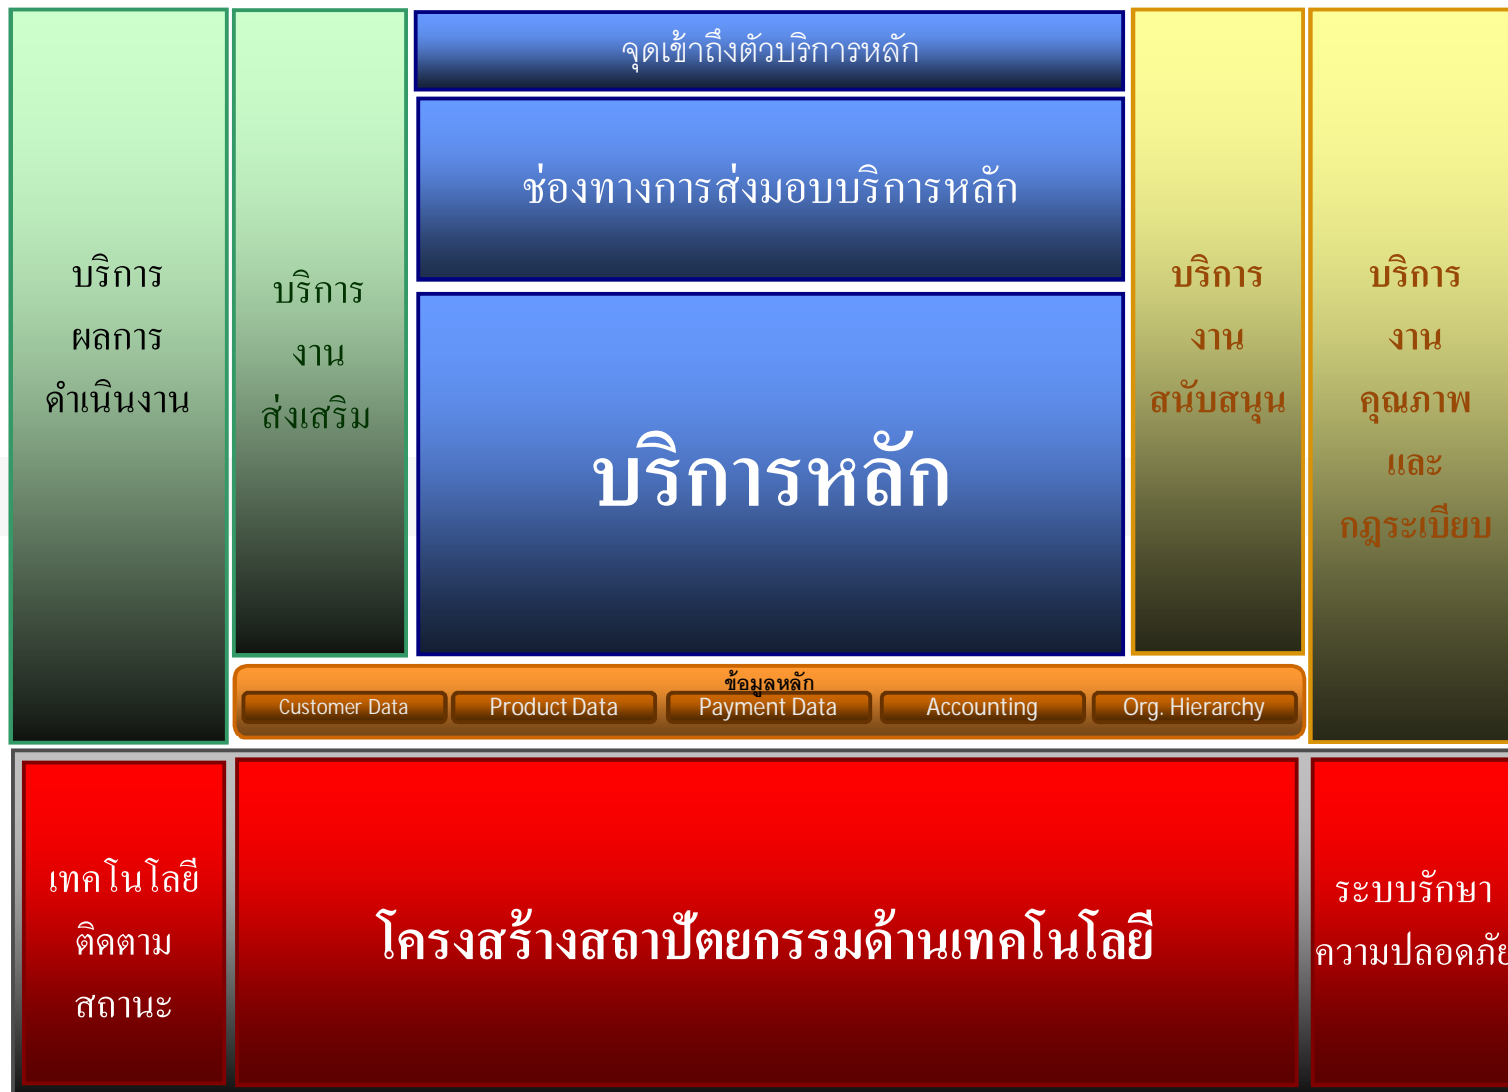 จุดเข้าถึงตัวบริการหลัก
ช่องทางการส่งมอบบริการหลัก
บริการ
ผลการ
ดำเนินงาน
บริการ
งาน
ส่งเสริม
บริการหลัก
บริการ
งาน
สนับสนุน
บริการ
งาน
คุณภาพ
และ
กฎระเบียบ
ข้อมูลหลัก
Customer Data
Product Data
Payment Data
Accounting
Org. Hierarchy
เทคโนโลยี
ติดตาม
สถานะ
โครงสร้างสถาปัตยกรรมด้านเทคโนโลยี
ระบบรักษา
ความปลอดภัย